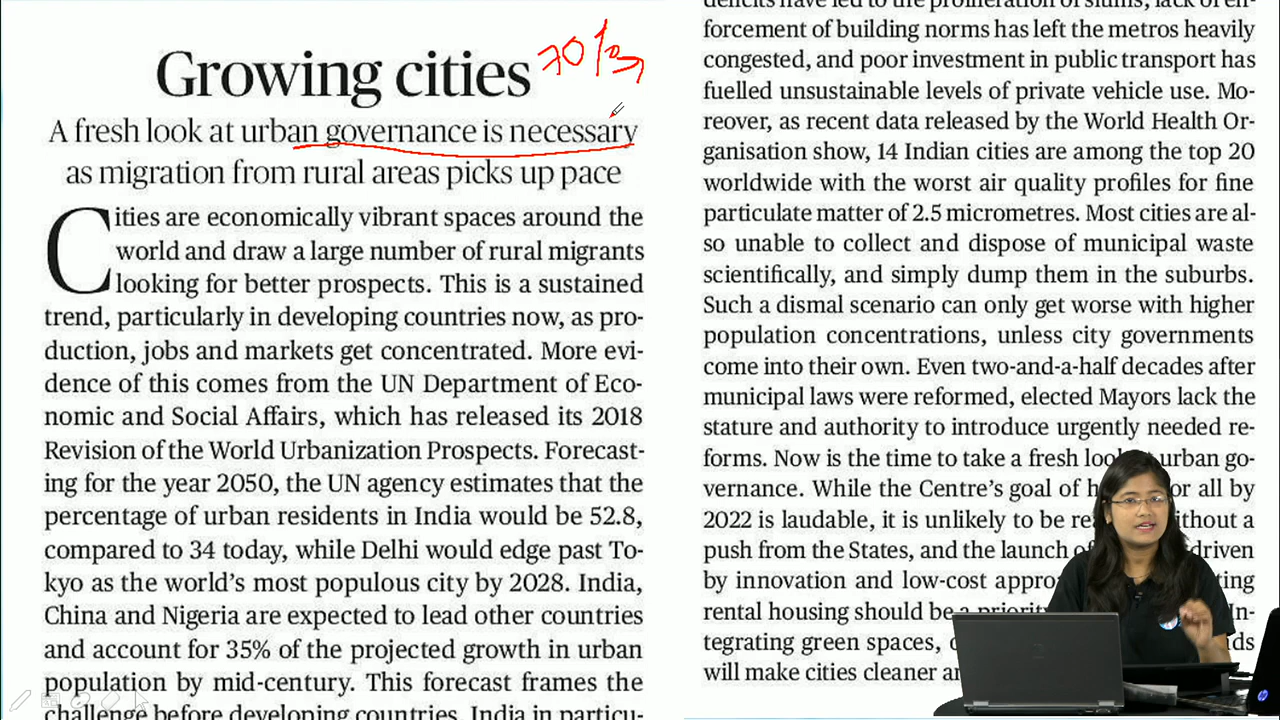 Growing cities
70%
A fresh look at urban governance is necessary
as migration from rural areas picks up pace
Cities are economically vibrant spaces around the
world and draw a large number of rural migrants
looking for better prospects. This is a sustained
trend, particularly in developing countries now, as pro-
duction, jobs and markets get concentrated. More evi-
dence of this comes from the UN Department of Eco-
nomic and Social Affairs, which has released its 2018
Revision of the World Urbanization Prospects. Forecast-
ing for the year 2050, the UN agency estimates that the
percentage of urban residents in India would be 52.8,
compared to 34 today, while Delhi would edge past To-
kyo as the world's most populous city by 2028. India,
China and Nigeria are expected to lead other countries
and account for 35% of the projected growth in urban
population by mid-century. This forecast frames the
challenge before developing countries, India in particu-
deficits have led to the proliferation of slums, lack of en-
forcement of building norms has left the metros heavily
congested, and poor investment in public transport has
fuelled unsustainable levels of private vehicle use. Mo-
reover, as recent data released by the World Health Or-
ganisation show, 14 Indian cities are among the top 20
worldwide with the worst air quality profiles for fine
particulate matter of 2.5 micrometres. Most cities are al-
so unable to collect and dispose of municipal waste
scientifically, and simply dump them in the suburbs.
Such a dismal scenario can only get worse with higher
population concentrations, unless city governments
come into their own. Even two-and-a-half decades after
municipal laws were reformed, elected Mayors lack the
stature and authority to introduce urgently needed re-
forms. Now is the time to take a fresh look urban go-
vernance. While the Centre's goal of for all by
2022 is laudable, it is unlikely to be without a
push from the States, and the launch of driven
by innovation and low-cost
rental housing should be a In-
tegrating green spaces,
will make cities cleaner